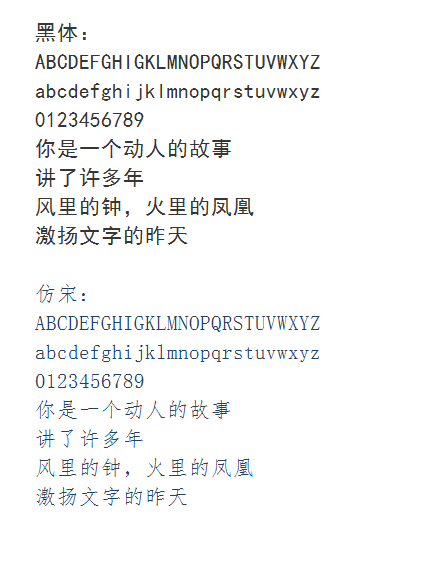 黑体：
ABCDEFGHIGKLMNOPQRSTUVWXYZ
abcdefghijklmnopqrstuvwxyz
0123456789
你是一个动人的故事
讲了许多年
风里的钟，火里的凤凰
激扬文字的昨天
仿宋：
ABCDEFGHIGKLMNOPQRSTUVWXYZ
abcdefghijklmnopqrstuvwxyz
0123456789
你是一个动人的故事
讲了许多年
风里的钟，火里的凤凰
激扬文字的昨天